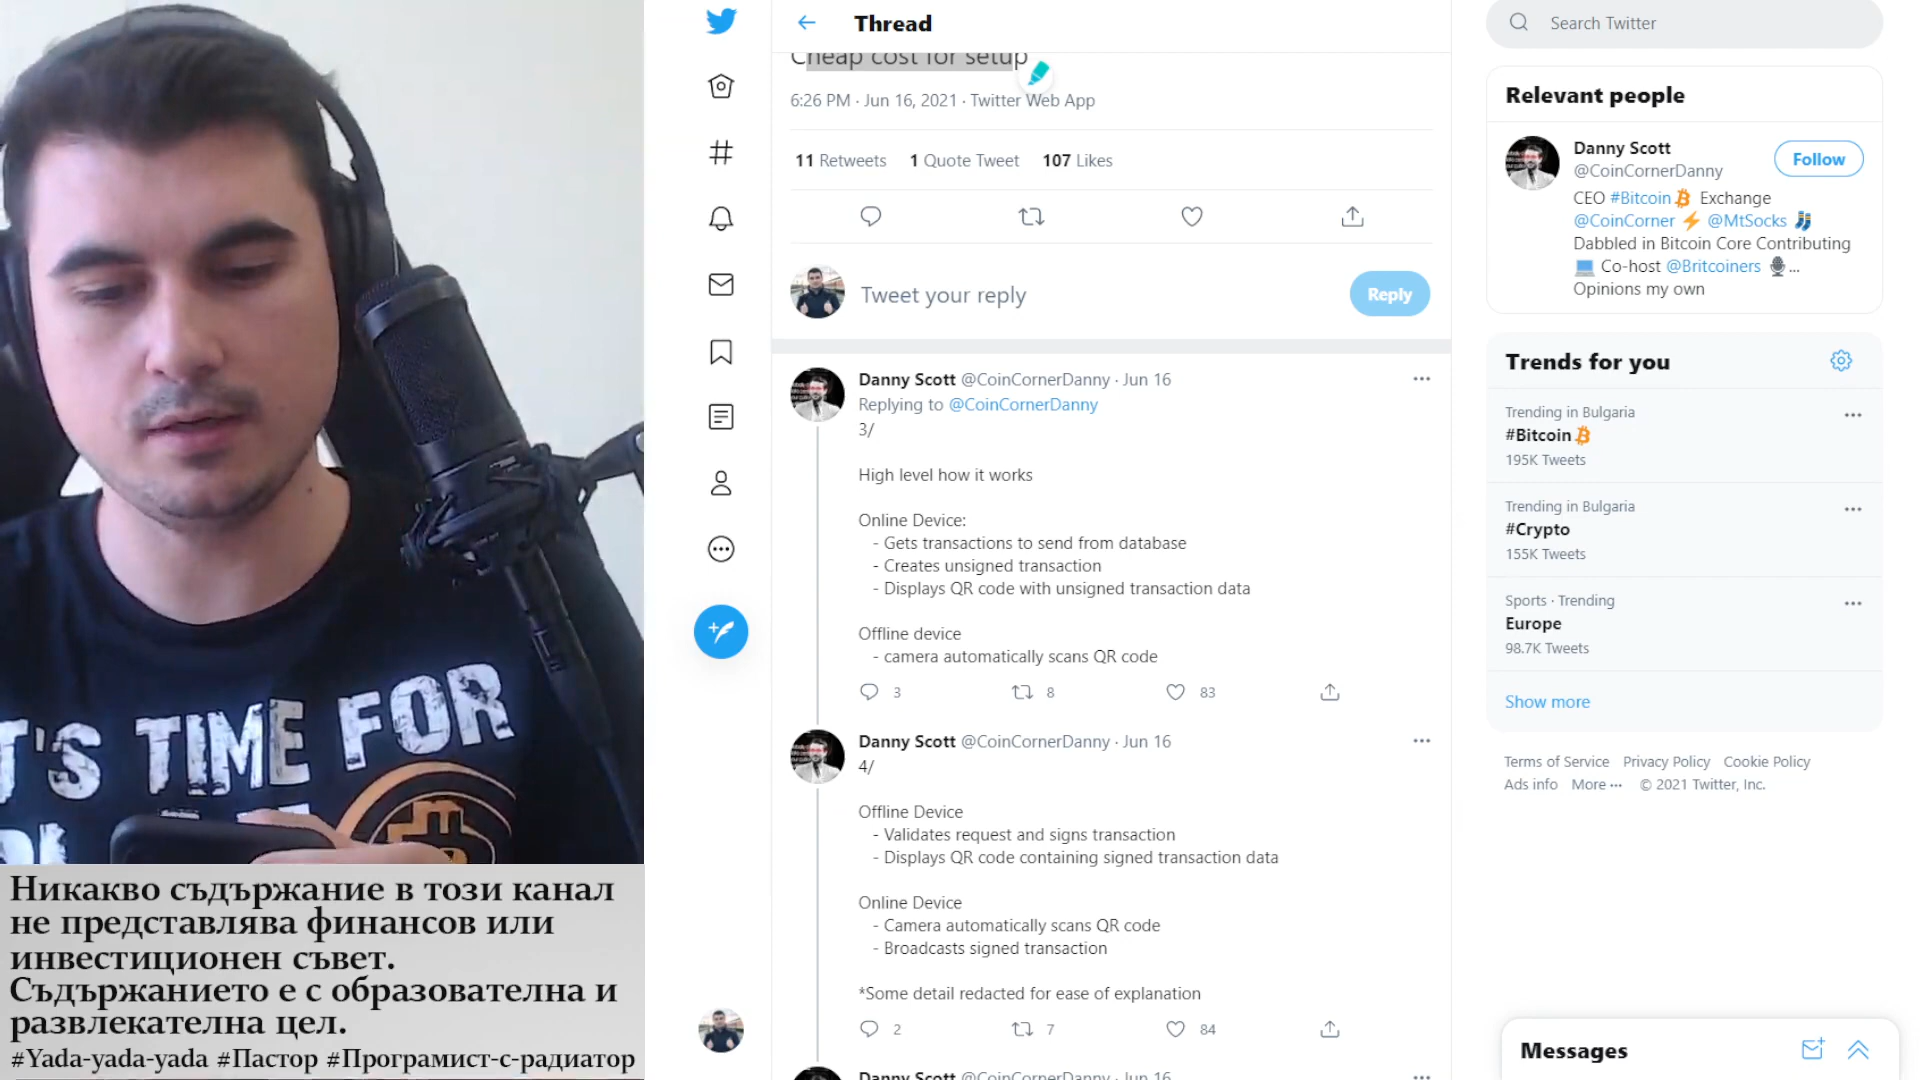 Thread
Search Twitter
Cheap cost for setup
6:26 PM · Jun 16, 2021 · Twitter Web App
11 Retweets 1 Quote Tweet 107 Likes
Tweet your reply
Reply
Danny Scott @CoinCornerDanny · Jun 16
Replying to @CoinCornerDanny
3/
High level how it works
Online Device:
- Gets transactions to send from database
- Creates unsigned transaction
- Displays QR code with unsigned transaction data
Offline device
- camera automatically scans QR code
3 8 83
Danny Scott @CoinCornerDanny · Jun 16
4/
Offline Device
- Validates request and signs transaction
- Displays QR code containing signed transaction data
Online Device
- Camera automatically scans QR code
- Broadcasts signed transaction
*Some detail redacted for ease of explanation
2 7 84
Danny Scott @CoinCornerDanny · Jun 16
Relevant people
Danny Scott
@CoinCornerDanny
Follow
CEO #Bitcoin Exchange
@CoinCorner ⚡ @MtSocks 🧦
Dabbled in Bitcoin Core Contributing
💻 Co-host @Britcoiners 🎙...
Opinions my own
Trends for you
Trending in Bulgaria
#Bitcoin
195K Tweets
Trending in Bulgaria
#Crypto
155K Tweets
Sports · Trending
Europe
98.7K Tweets
Show more
Terms of Service Privacy Policy Cookie Policy
Ads info More ··· © 2021 Twitter, Inc.
Messages
T'S TIME FOR
Никакво съдържание в този канал
не представлява финансов или
инвестиционен съвет.
Съдържанието е с образователна и
развлекателна цел.
#Yada-yada-yada #Пастор #Програмист-с-радиатор